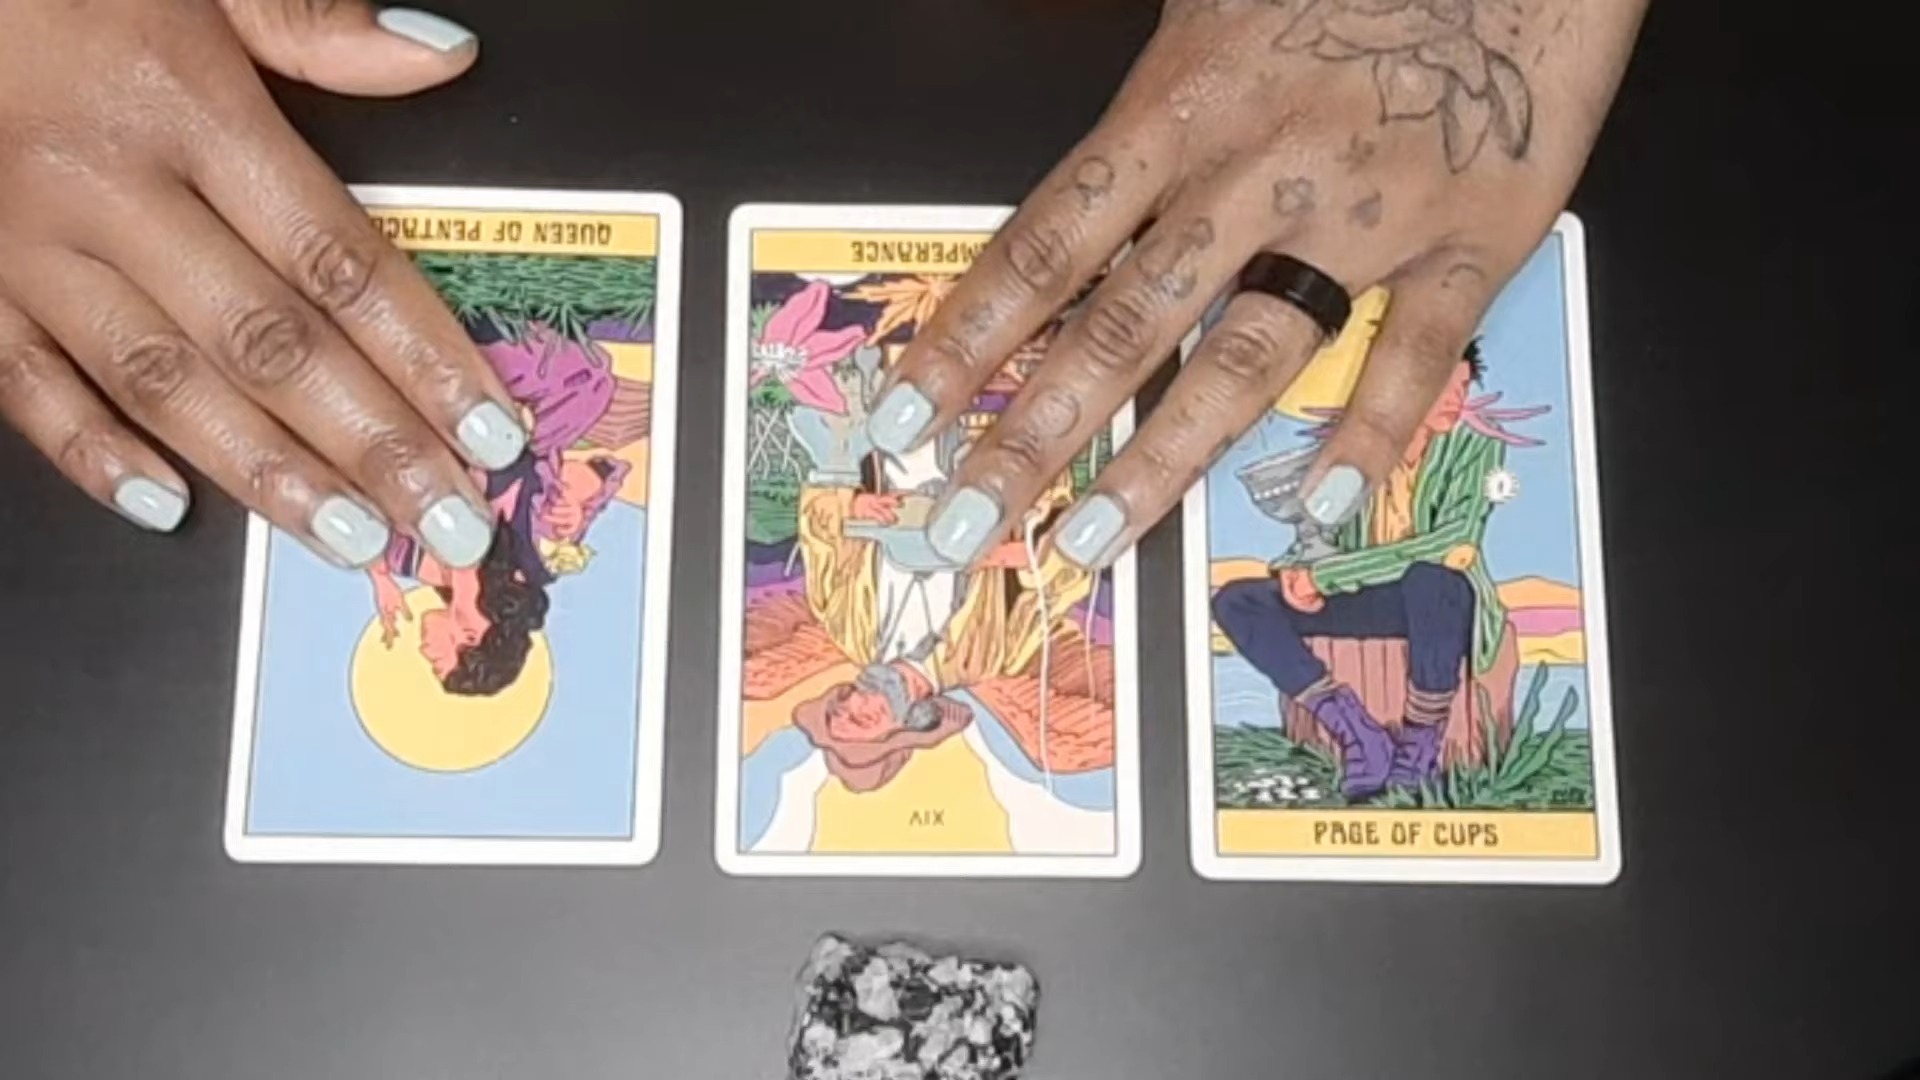 QUEEN OF PENTAC
MPERANCE
XIV
PAGE OF CUPS